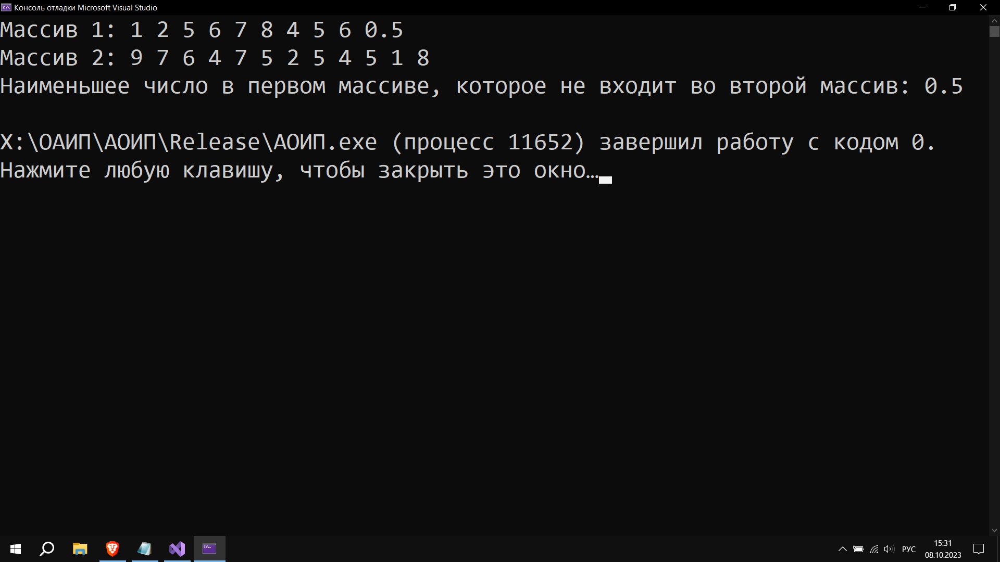 Консоль отладки Microsoft Visual Studio
Массив 1: 1 2 5 6 7 8 4 5 6 0.5
Массив 2: 9 7 6 4 7 5 2 5 4 5 1 8
Наименьшее число в первом массиве, которое не входит во второй массив: 0.5
X:\ОАИП\АОИП\Release\АОИП.exe (процесс 11652) завершил работу с кодом 0.
Нажмите любую клавишу, чтобы закрыть это окно…
РУС
15:31
08.10.2023